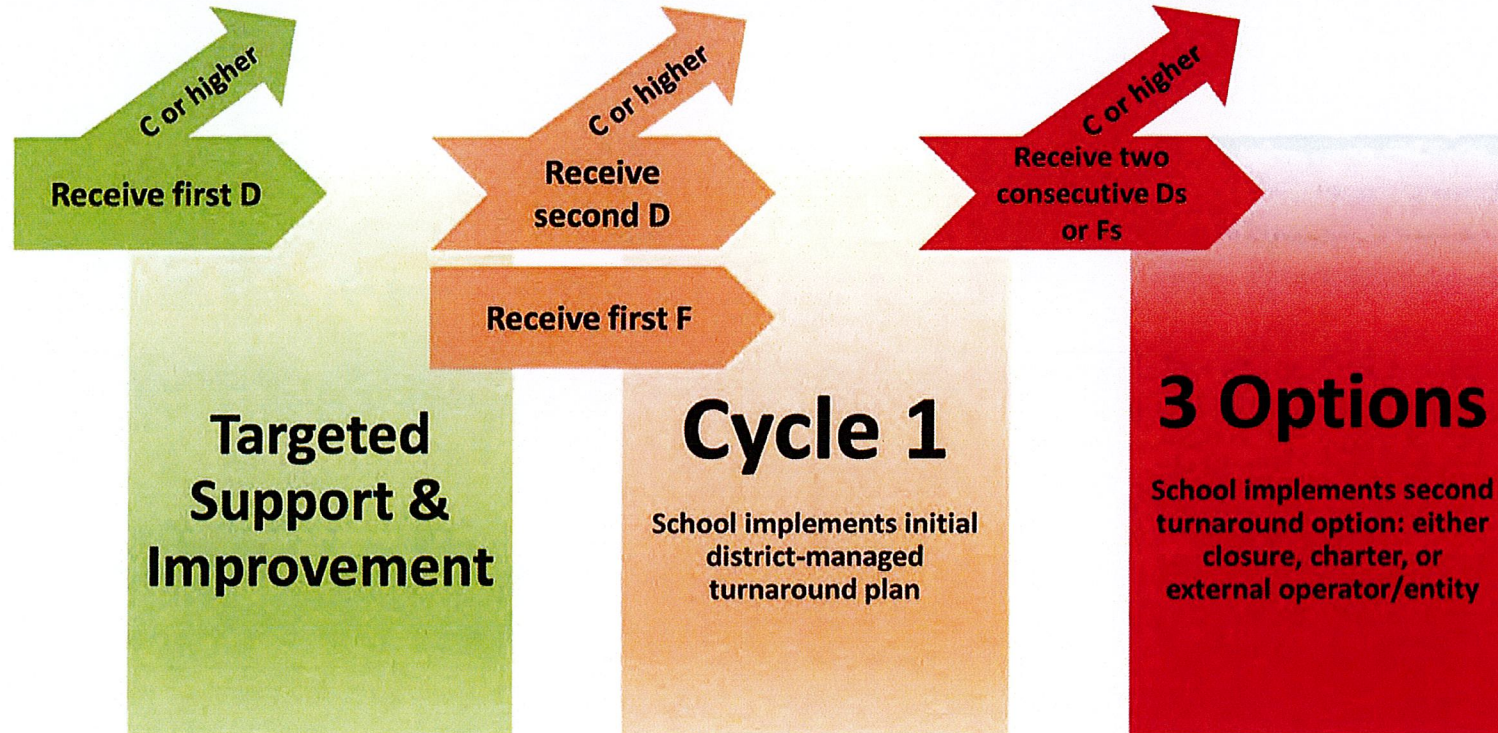 C or higher
Receive first D
Targeted
Support &
Improvement
C or higher
Receive
second D
Receive first F
Cycle 1
School implements initial
district-managed
turnaround plan
C or higher
Receive two
consecutive Ds
or Fs
3 Options
School implements second
turnaround option: either
closure, charter, or
external operator/entity